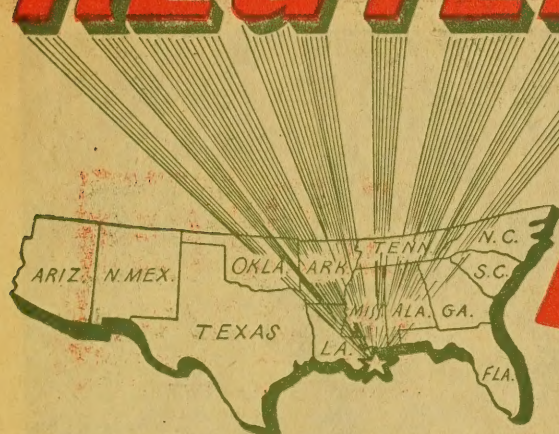 N.C.
TENN.
ARIZ. N.MEX. OKLA. ARK. S.C.
MISS. ALA. GA.
TEXAS
LA.
FLA.